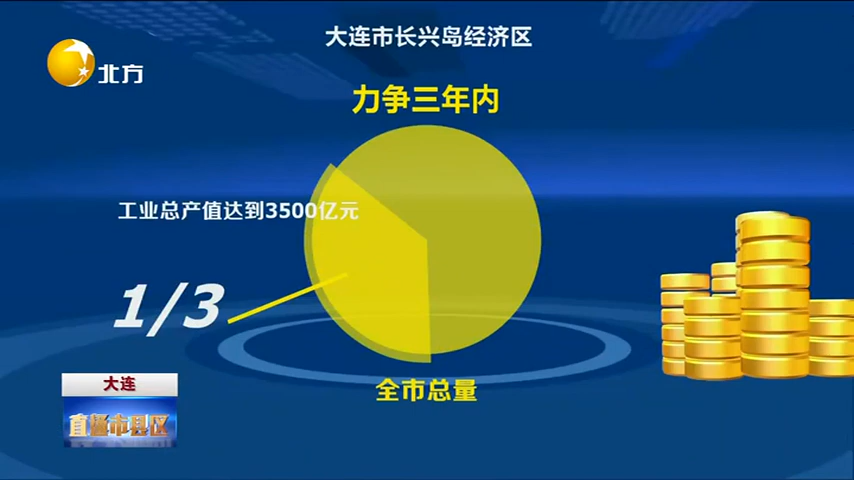 大连市长兴岛经济区
北方
力争三年内
工业总产值达到3500亿元
1/3
全市总量
大连
直播市县区